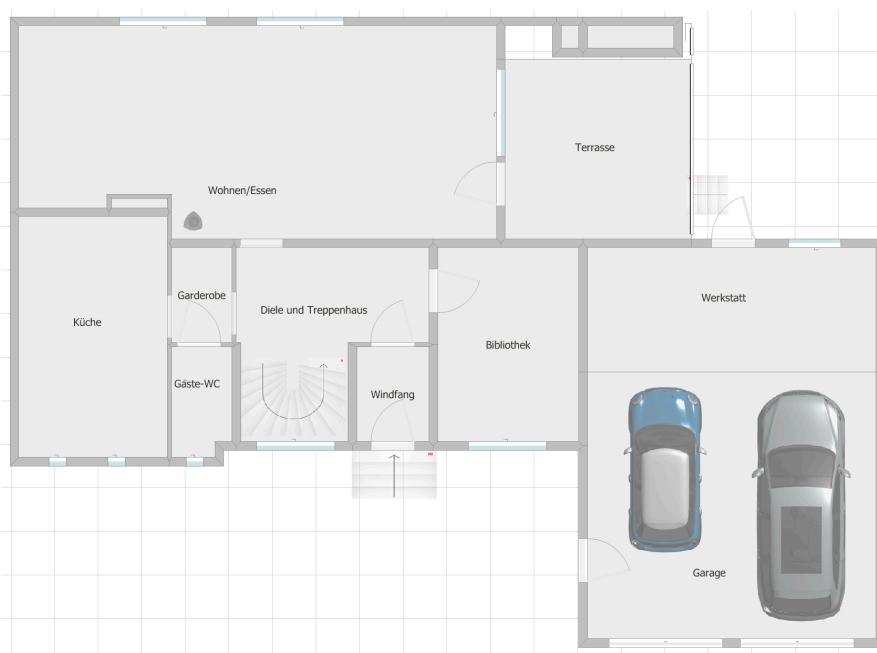 Terrasse
Wohnen/Essen
Garderobe
Werkstatt
Diele und Treppenhaus
Küche
Bibliothek
Gäste-WC
Windfang
Garage